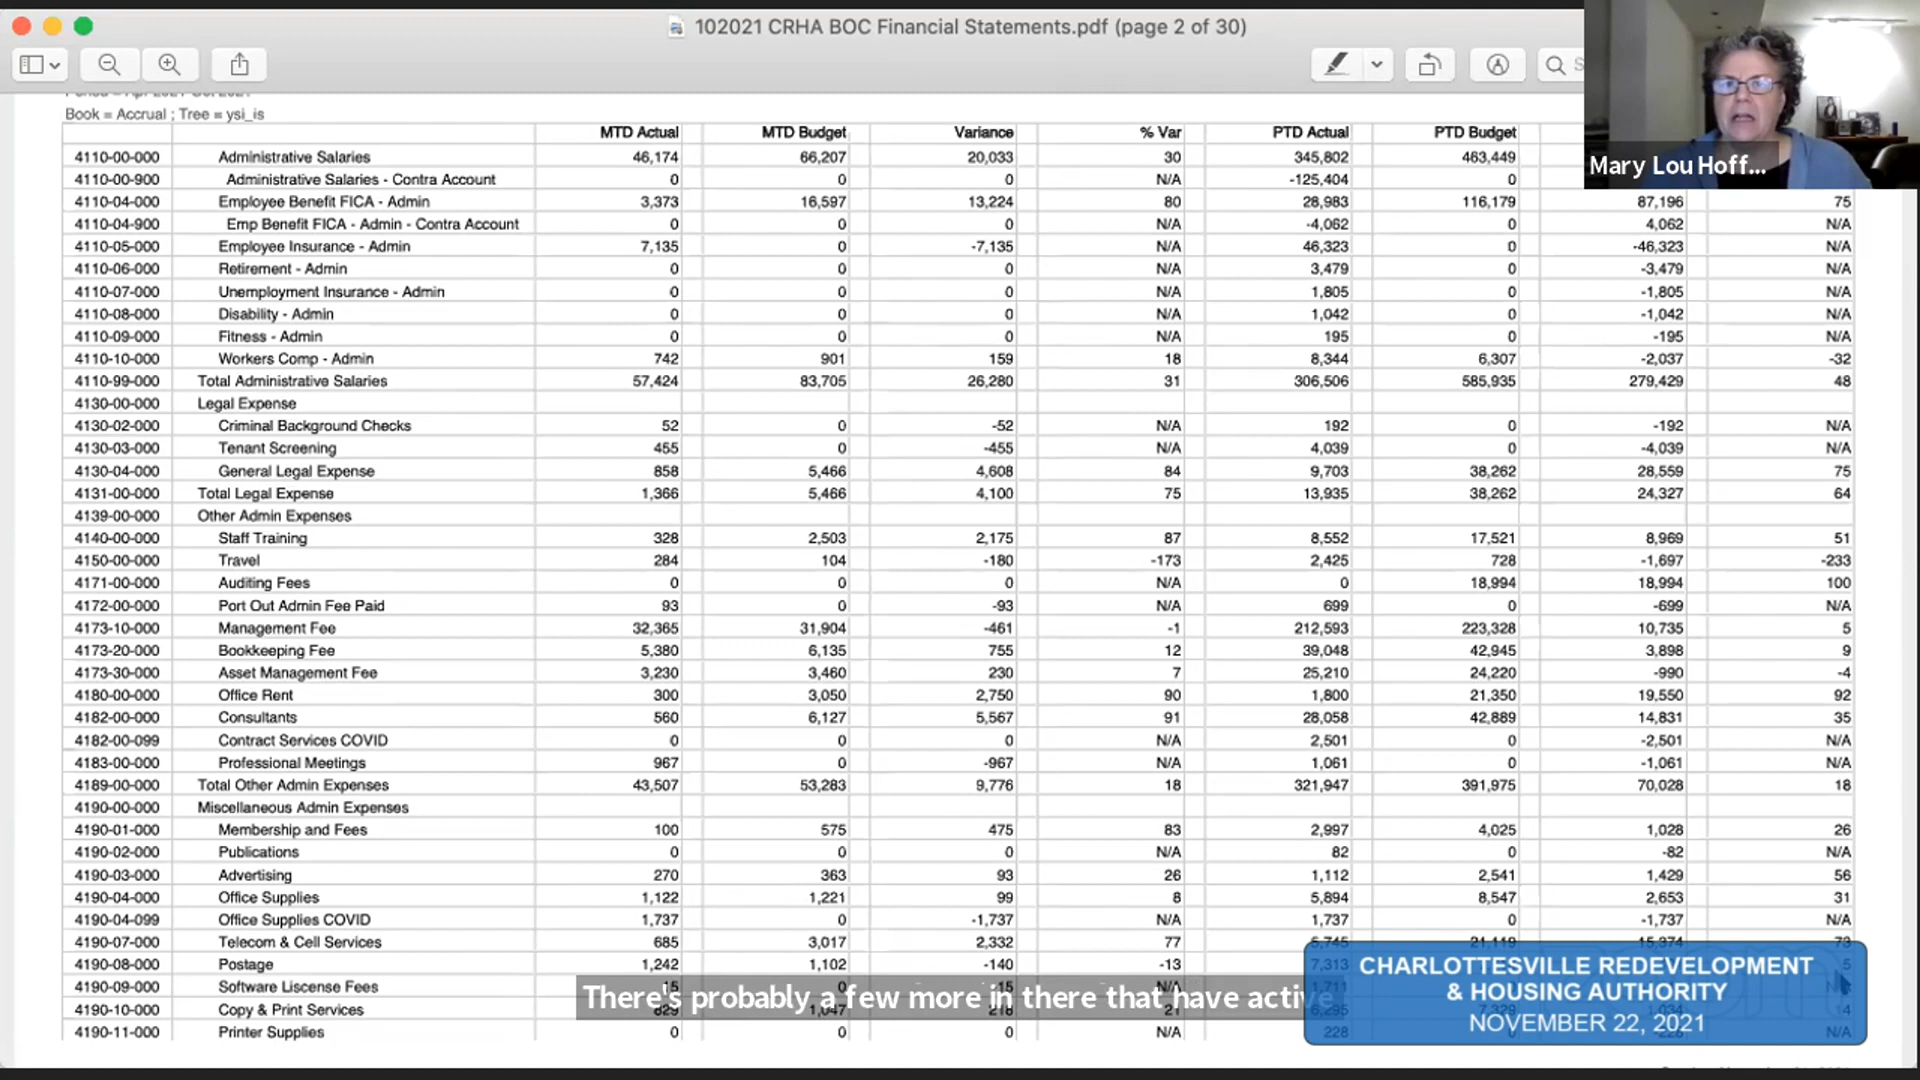 102021 CRHA BOC Financial Statements.pdf (page 2 of 30)
Book = Accrual ; Tree = ysi_is
MTD Actual MTD Budget Variance % Var PTD Actual PTD Budget
4110-00-000 Administrative Salaries 46,174 66,207 20,033 30 345,802 463,449
4110-00-900 Administrative Salaries - Contra Account 0 0 0 N/A -125,404 0
4110-04-000 Employee Benefit FICA - Admin 3,373 16,597 13,224 80 28,983 116,179 87,196 75
4110-04-900 Emp Benefit FICA - Admin - Contra Account 0 0 0 N/A -4,062 0 4,062 N/A
4110-05-000 Employee Insurance - Admin 7,135 0 -7,135 N/A 46,323 0 -46,323 N/A
4110-06-000 Retirement - Admin 0 0 0 N/A 3,479 0 -3,479 N/A
4110-07-000 Unemployment Insurance - Admin 0 0 0 N/A 1,805 0 -1,805 N/A
4110-08-000 Disability - Admin 0 0 0 N/A 1,042 0 -1,042 N/A
4110-09-000 Fitness - Admin 0 0 0 N/A 195 0 -195 N/A
4110-10-000 Workers Comp - Admin 742 901 159 18 8,344 6,307 -2,037 -32
4110-99-000 Total Administrative Salaries 57,424 83,705 26,280 31 306,506 585,935 279,429 48
4130-00-000 Legal Expense
4130-02-000 Criminal Background Checks 52 0 -52 N/A 192 0 -192 N/A
4130-03-000 Tenant Screening 455 0 -455 N/A 4,039 0 -4,039 N/A
4130-04-000 General Legal Expense 858 5,466 4,608 84 9,703 38,262 28,559 75
4131-00-000 Total Legal Expense 1,366 5,466 4,100 75 13,935 38,262 24,327 64
4139-00-000 Other Admin Expenses
4140-00-000 Staff Training 328 2,503 2,175 87 8,552 17,521 8,969 51
4150-00-000 Travel 284 104 -180 -173 2,425 728 -1,697 -233
4171-00-000 Auditing Fees 0 0 0 N/A 0 18,994 18,994 100
4172-00-000 Port Out Admin Fee Paid 93 0 -93 N/A 699 0 -699 N/A
4173-10-000 Management Fee 32,365 31,904 -461 -1 212,593 223,328 10,735 5
4173-20-000 Bookkeeping Fee 5,380 6,135 755 12 39,048 42,945 3,898 9
4173-30-000 Asset Management Fee 3,230 3,460 230 7 25,210 24,220 -990 -4
4180-00-000 Office Rent 300 3,050 2,750 90 1,800 21,350 19,550 92
4182-00-000 Consultants 560 6,127 5,567 91 28,058 42,889 14,831 35
4182-00-099 Contract Services COVID 0 0 0 N/A 2,501 0 -2,501 N/A
4183-00-000 Professional Meetings 967 0 -967 N/A 1,061 0 -1,061 N/A
4189-00-000 Total Other Admin Expenses 43,507 53,283 9,776 18 321,947 391,975 70,028 18
4190-00-000 Miscellaneous Admin Expenses
4190-01-000 Membership and Fees 100 575 475 83 2,997 4,025 1,028 26
4190-02-000 Publications 0 0 0 N/A 82 0 -82 N/A
4190-03-000 Advertising 270 363 93 26 1,112 2,541 1,429 56
4190-04-000 Office Supplies 1,122 1,221 99 8 5,894 8,547 2,653 31
4190-04-099 Office Supplies COVID 1,737 0 -1,737 N/A 1,737 0 -1,737 N/A
4190-07-000 Telecom & Cell Services 685 3,017 2,332 77 5,745 21,119 15,374 73
4190-08-000 Postage 1,242 1,102 -140 -13
4190-09-000 Software Liscense Fees
4190-10-000 Copy & Print Services
4190-11-000 Printer Supplies 0 0 0 N/A 228
Mary Lou Hoff...
There's probably a few more in there that have active
CHARLOTTESVILLE REDEVELOPMENT
& HOUSING AUTHORITY
NOVEMBER 22, 2021